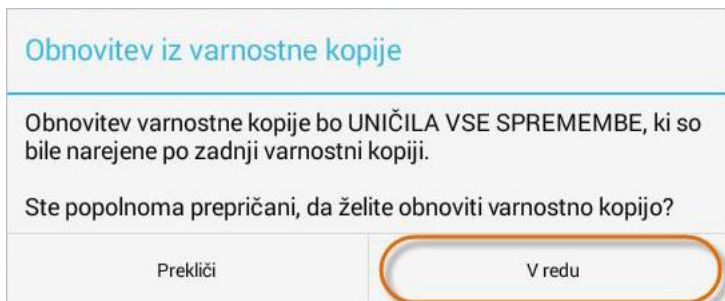 Obnovitev iz varnostne kopije
Obnovitev varnostne kopije bo UNIČILA VSE SPREMEMBE, ki so
bile narejene po zadnji varnostni kopiji.
Ste popolnoma prepričani, da želite obnoviti varnostno kopijo?
Prekliči
V redu